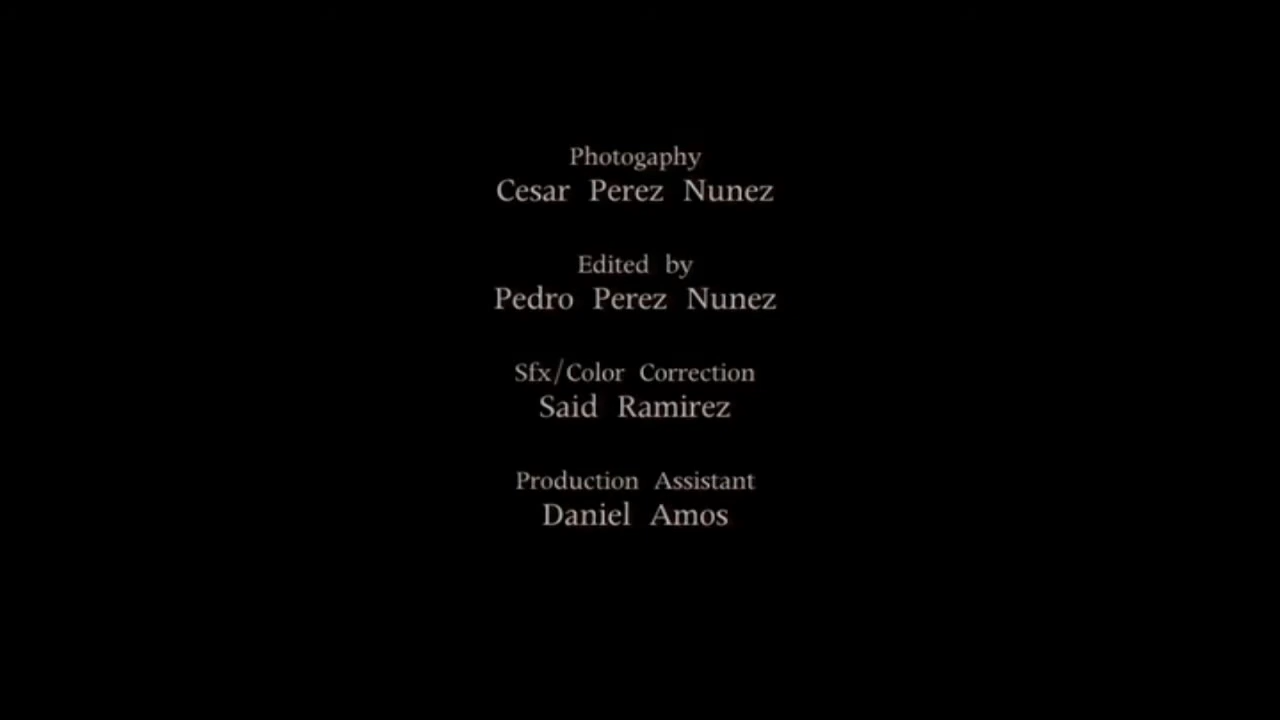 Photogaphy
Cesar Perez Nunez
Edited by
Pedro Perez Nunez
Sfx/Color Correction
Said Ramirez
Production Assistant
Daniel Amos